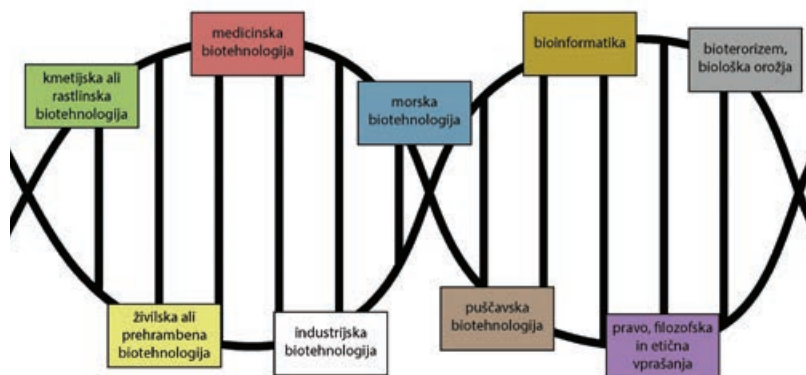 kmetijska ali
rastlinska
biotehnologija
medicinska
biotehnologija
morska
biotehnologija
bioinformatika
bioterorizem,
biološka orožja
živilska ali
prehrambena
biotehnologija
industrijska
biotehnologija
puščavska
biotehnologija
pravo, filozofska
in etična
vprašanja